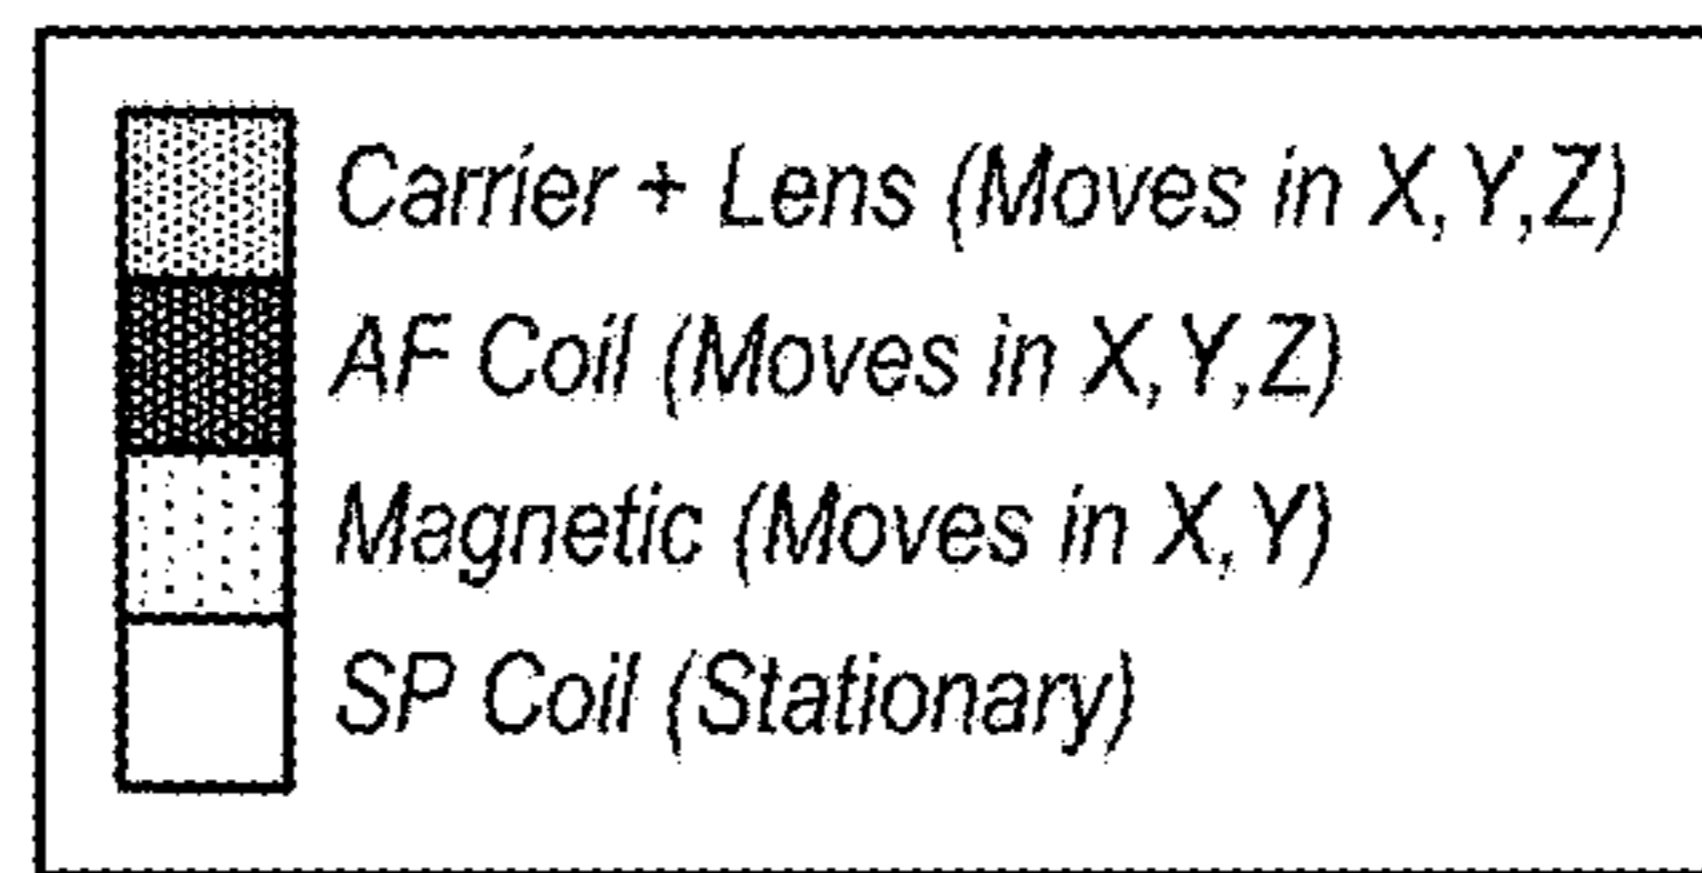 Carrier + Lens (Moves in X,Y,Z)
AF Coil (Moves in X,Y,Z)
Magnetic (Moves in X,Y)
SP Coil (Stationary)